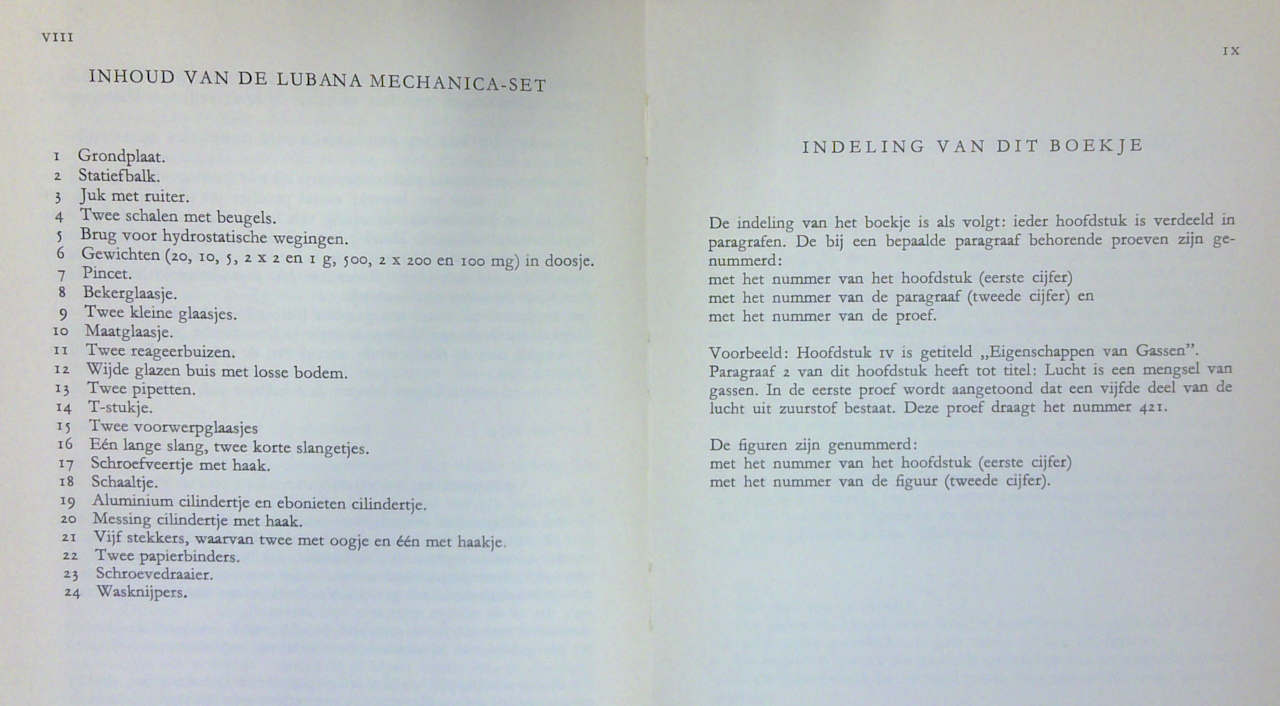 VIII
INHOUD VAN DE LUBANA MECHANICA-SET
1 Grondplaat.
2 Statiefbalk.
3 Juk met ruiter.
4 Twee schalen met beugels.
5 Brug voor hydrostatische wegingen.
6 Gewichten (20, 10, 5, 2 x 2 en 1 g, 500, 2 x 200 en 100 mg) in doosje.
7 Pincet.
8 Bekerglaasje.
9 Twee kleine glaasjes.
10 Maatglaasje.
11 Twee reageerbuizen.
12 Wijde glazen buis met losse bodem.
13 Twee pipetten.
14 T-stukje.
15 Twee voorwerpglaasjes
16 Eén lange slang, twee korte slangetjes.
17 Schroefveertje met haak.
18 Schaaltje.
19 Aluminium cilindertje en ebonieten cilindertje.
20 Messing cilindertje met haak.
21 Vijf stekkers, waarvan twee met oogje en één met haakje.
22 Twee papierbinders.
23 Schroevedraaier.
24 Wasknijpers.
IX
INDELING VAN DIT BOEKJE
De indeling van het boekje is als volgt: ieder hoofdstuk is verdeeld in
paragrafen. De bij een bepaalde paragraaf behorende proeven zijn ge-
nummerd:
met het nummer van het hoofdstuk (eerste cijfer)
met het nummer van de paragraaf (tweede cijfer) en
met het nummer van de proef.
Voorbeeld: Hoofdstuk IV is getiteld „Eigenschappen van Gassen”.
Paragraaf 2 van dit hoofdstuk heeft tot titel: Lucht is een mengsel van
gassen. In de eerste proef wordt aangetoond dat een vijfde deel van de
lucht uit zuurstof bestaat. Deze proef draagt het nummer 421.
De figuren zijn genummerd:
met het nummer van het hoofdstuk (eerste cijfer)
met het nummer van de figuur (tweede cijfer).